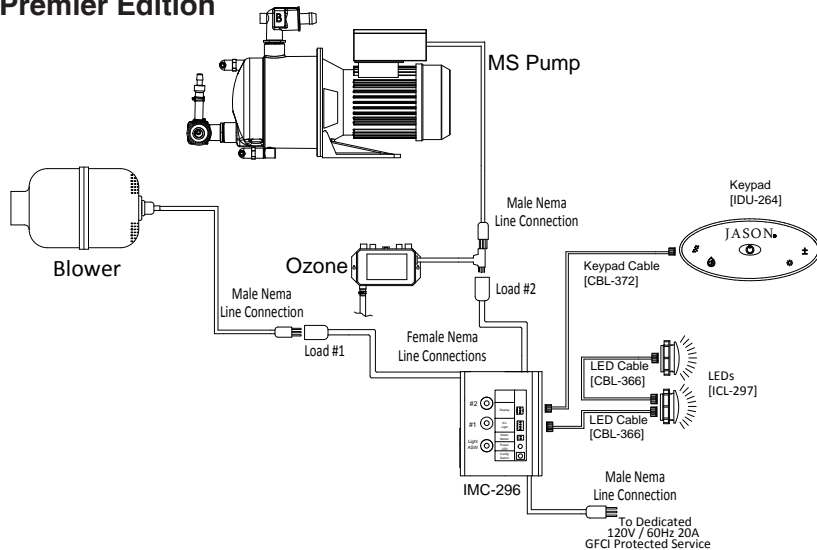 Premier Edition
B
MS Pump
Keypad
[IDU-264]
JASON
Male Nema
Line Connection
Blower
Ozone
Keypad Cable
[CBL-372]
Load #2
Male Nema
Line Connection
Load #1
Female Nema
Line Connections
LED Cable
[CBL-366]
LEDs
[ICL-297]
LED Cable
[CBL-366]
#2
#1
Light
ASW
Display
IMC-296
Male Nema
Line Connection
To Dedicated
120V / 60Hz 20A
GFCI Protected Service